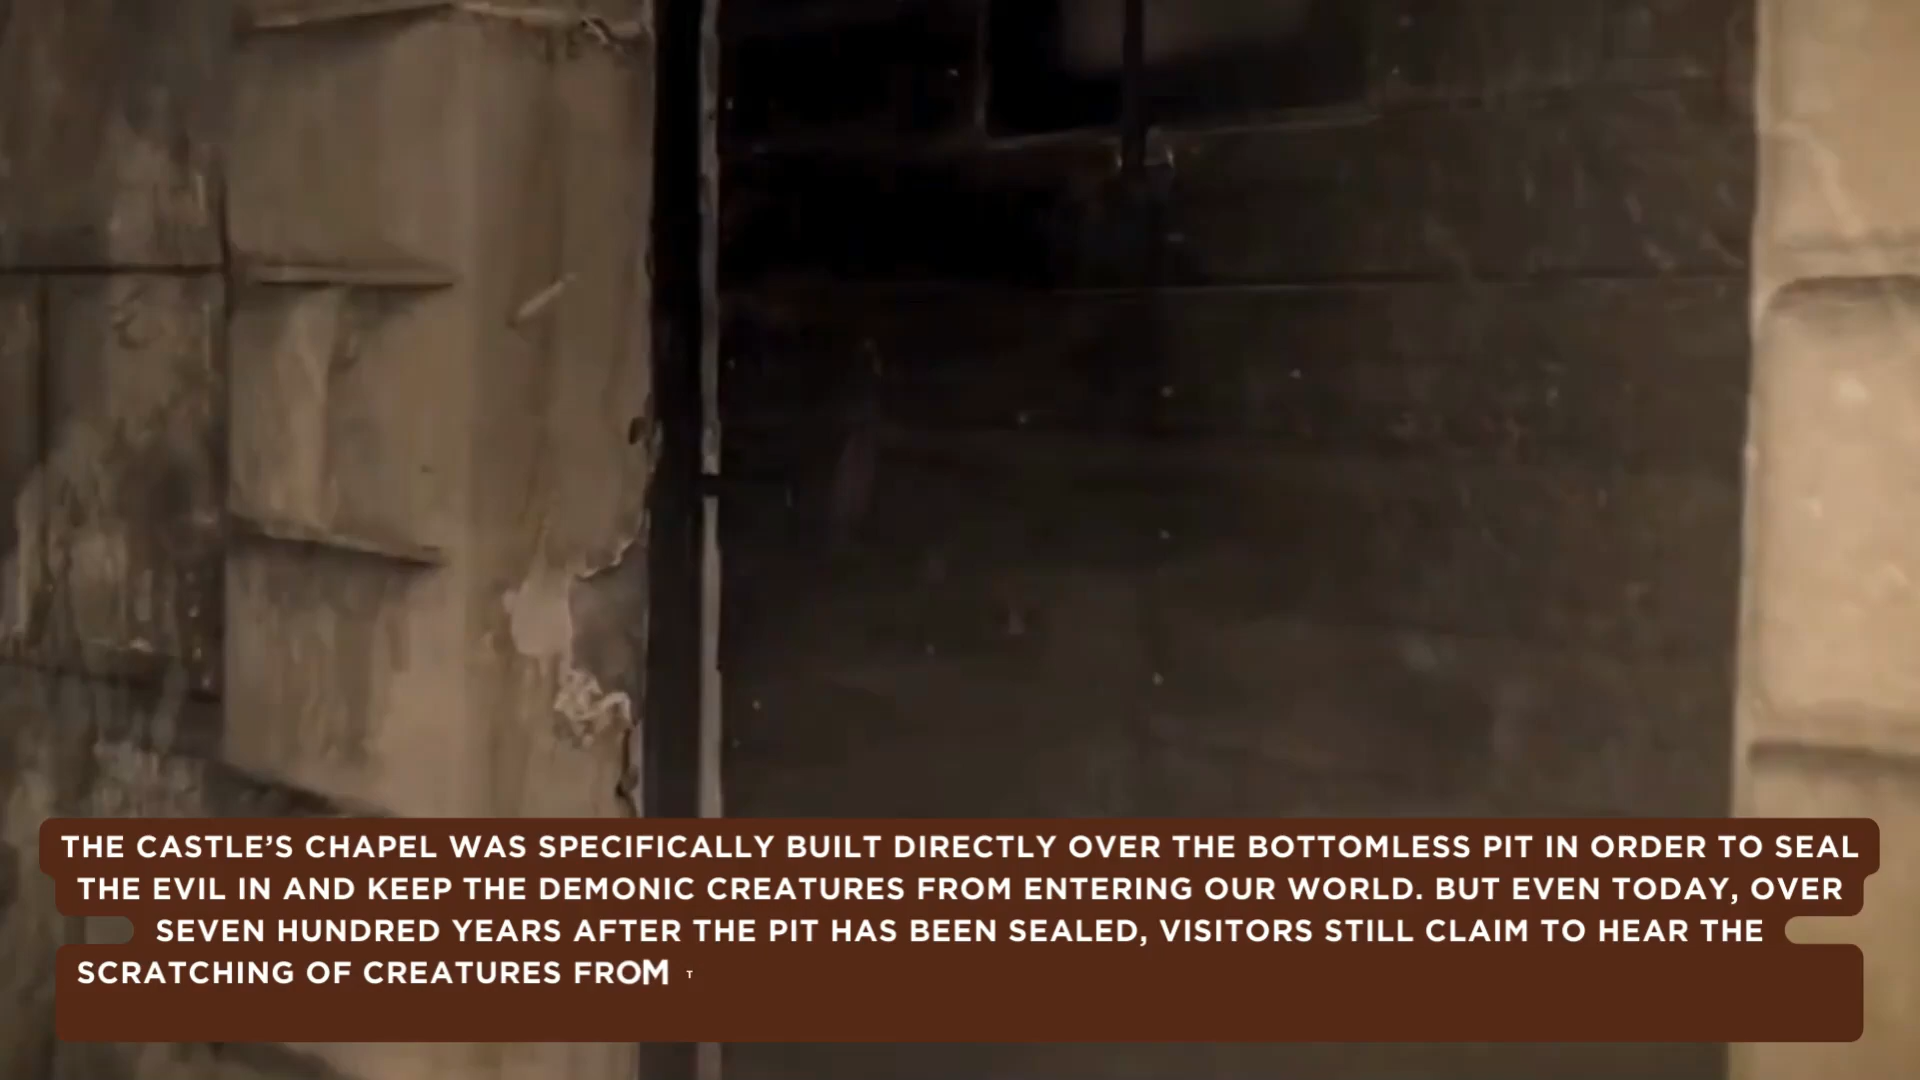 THE CASTLE’S CHAPEL WAS SPECIFICALLY BUILT DIRECTLY OVER THE BOTTOMLESS PIT IN ORDER TO SEAL
THE EVIL IN AND KEEP THE DEMONIC CREATURES FROM ENTERING OUR WORLD. BUT EVEN TODAY, OVER
SEVEN HUNDRED YEARS AFTER THE PIT HAS BEEN SEALED, VISITORS STILL CLAIM TO HEAR THE
SCRATCHING OF CREATURES FROM T